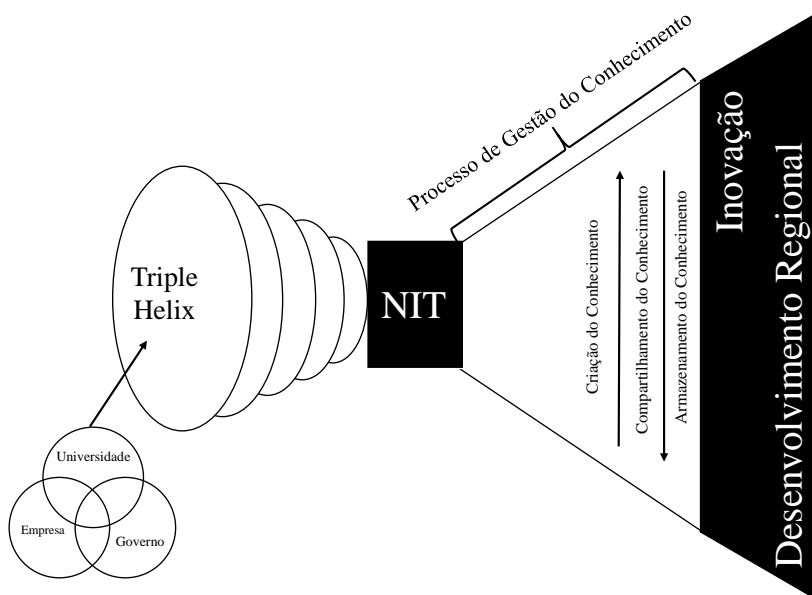 Processo de Gestão do Conhecimento
Triple
Helix
NIT
Criação do Conhecimento
Compartilhamento do Conhecimento
Armazenamento do Conhecimento
Inovação
Desenvolvimento Regional
Universidade
Empresa
Governo